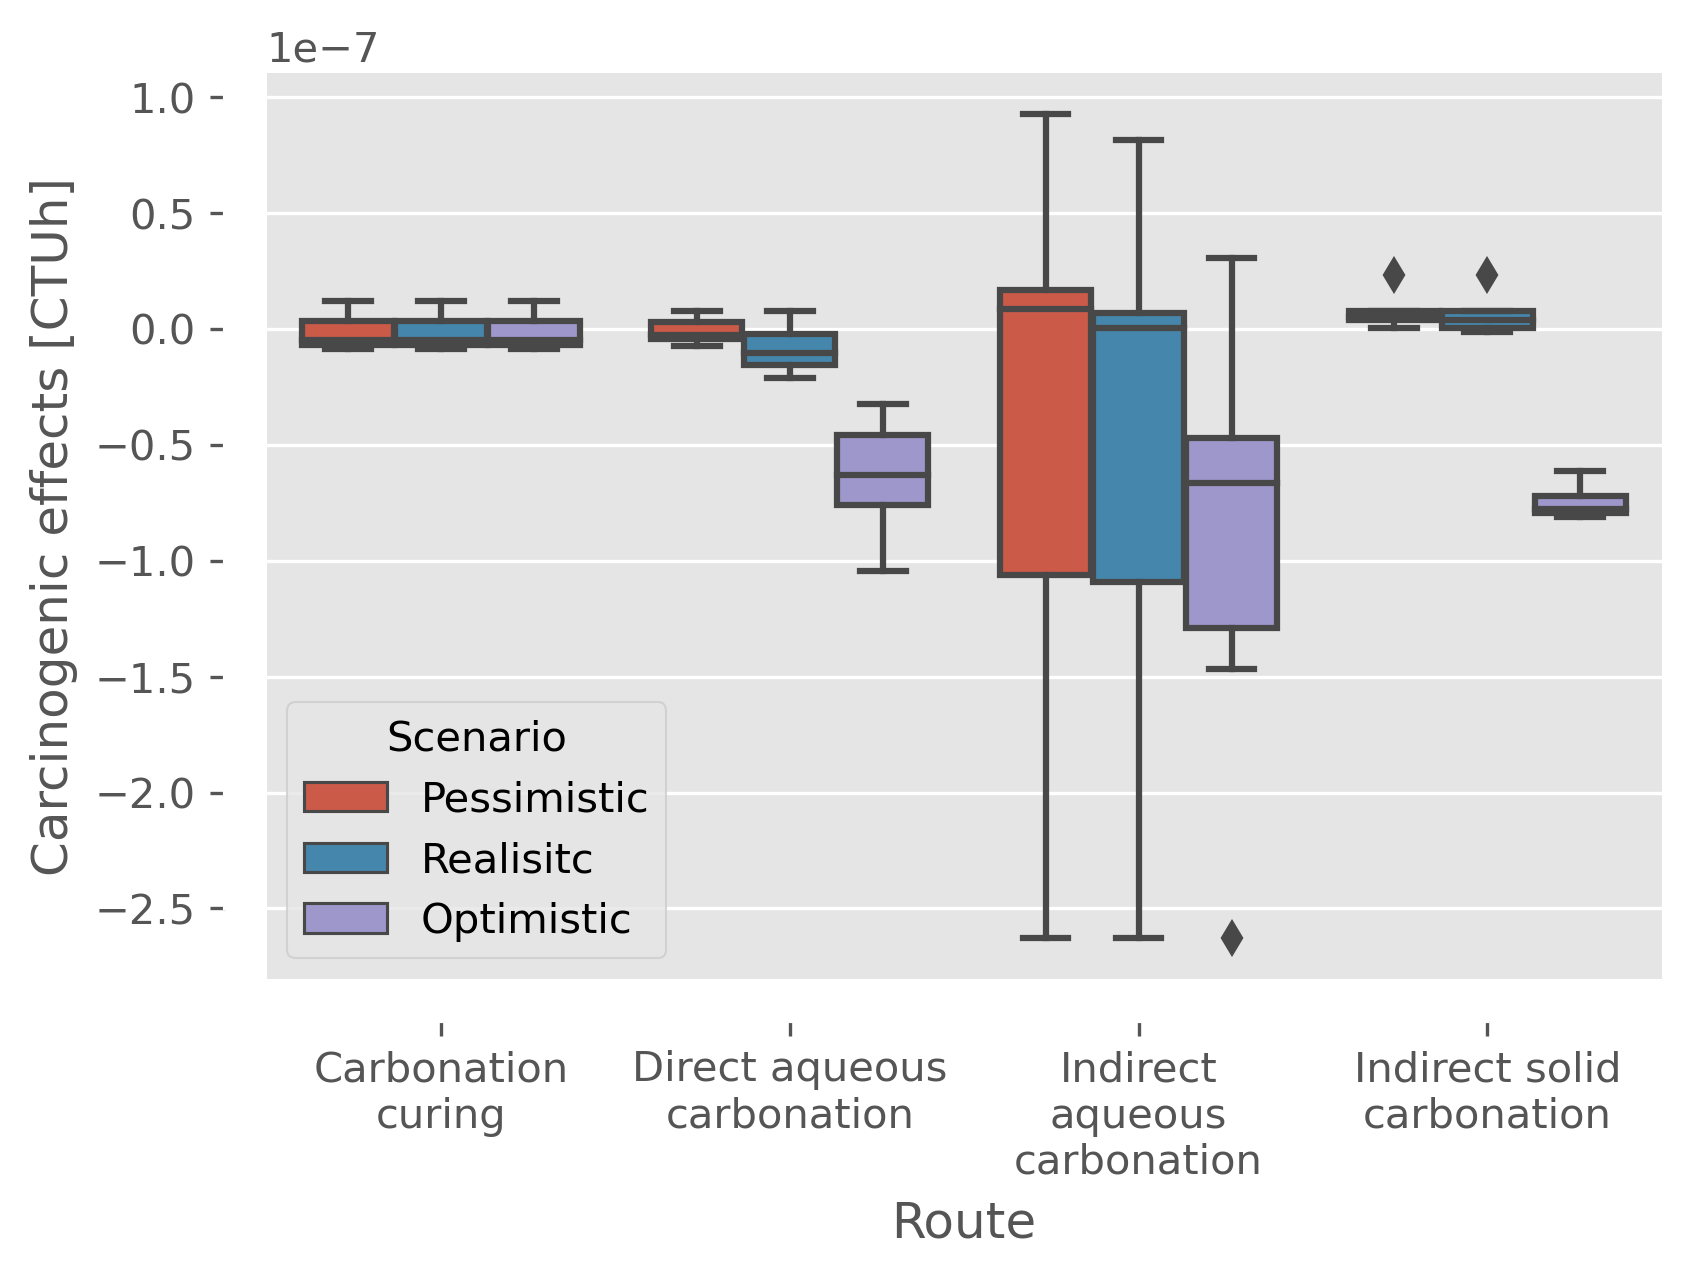 1e−7
1.0
0.5
0.0
−0.5
−1.0
−1.5
−2.0
−2.5
Carcinogenic effects [CTUh]
Scenario
Pessimistic
Realisitc
Optimistic
Carbonation
curing
Direct aqueous
carbonation
Indirect
aqueous
carbonation
Indirect solid
carbonation
Route